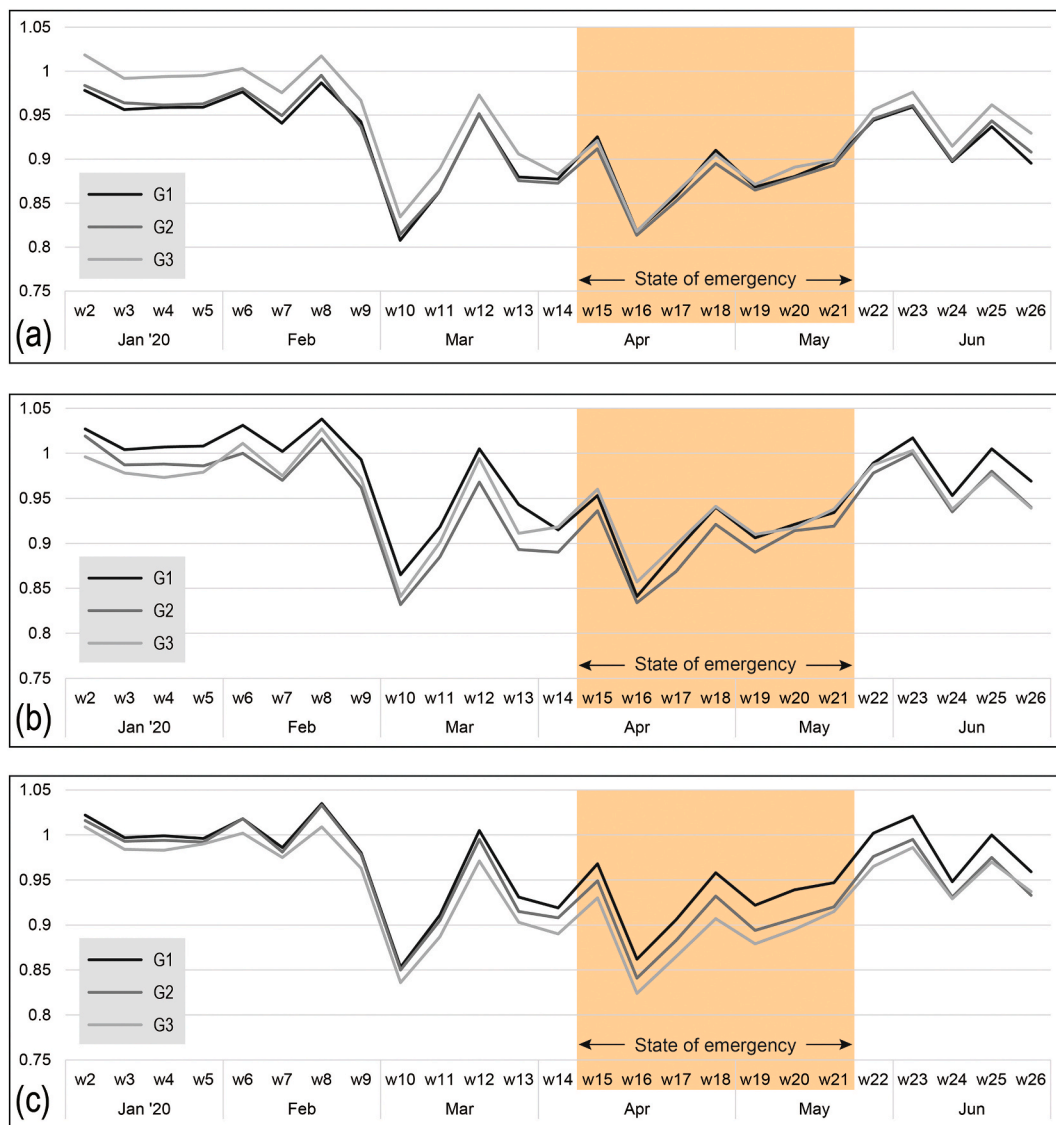 1.05
1
0.95
0.9
0.85
0.8
0.75
G1
G2
G3
State of emergency
w2 w3 w4 w5 w6 w7 w8 w9 w10 w11 w12 w13 w14 w15 w16 w17 w18 w19 w20 w21 w22 w23 w24 w25 w26
Jan '20 Feb Mar Apr May Jun
(a)
1.05
1
0.95
0.9
0.85
0.8
0.75
G1
G2
G3
State of emergency
w2 w3 w4 w5 w6 w7 w8 w9 w10 w11 w12 w13 w14 w15 w16 w17 w18 w19 w20 w21 w22 w23 w24 w25 w26
Jan '20 Feb Mar Apr May Jun
(b)
1.05
1
0.95
0.9
0.85
0.8
0.75
G1
G2
G3
State of emergency
w2 w3 w4 w5 w6 w7 w8 w9 w10 w11 w12 w13 w14 w15 w16 w17 w18 w19 w20 w21 w22 w23 w24 w25 w26
Jan '20 Feb Mar Apr May Jun
(c)